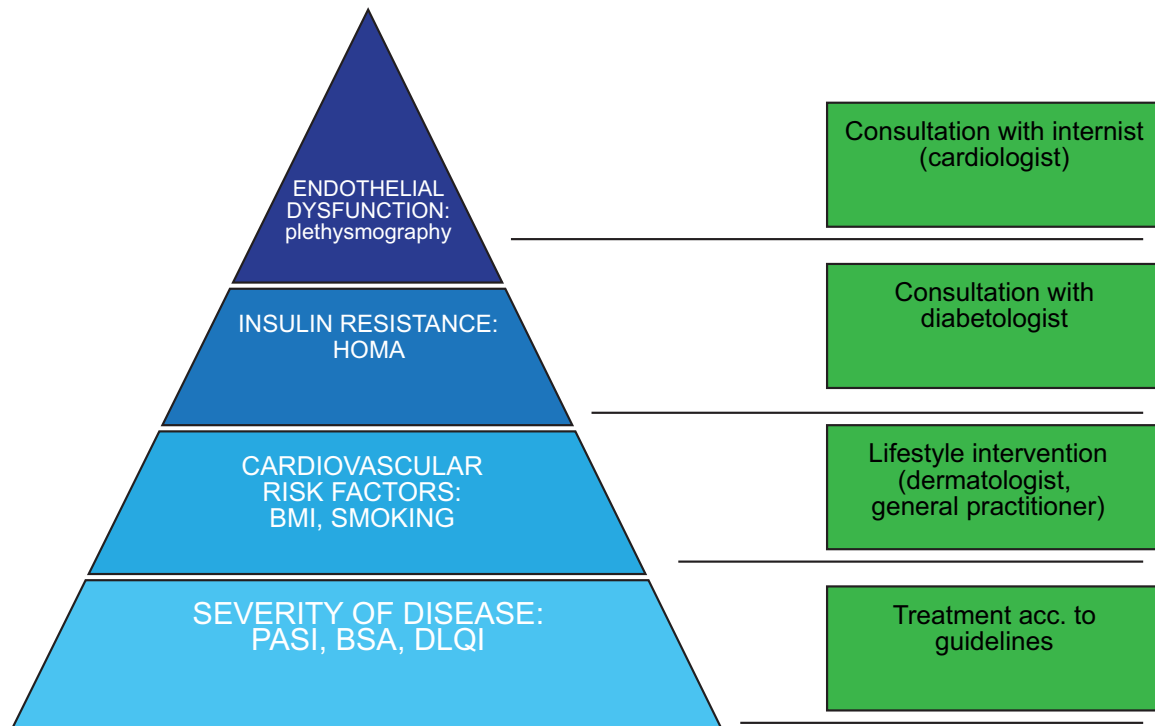 ENDOTHELIAL
DYSFUNCTION:
plethysmography
Consultation with internist
(cardiologist)
INSULIN RESISTANCE:
HOMA
Consultation with
diabetologist
CARDIOVASCULAR
RISK FACTORS:
BMI, SMOKING
Lifestyle intervention
(dermatologist,
general practitioner)
SEVERITY OF DISEASE:
PASI, BSA, DLQI
Treatment acc. to
guidelines